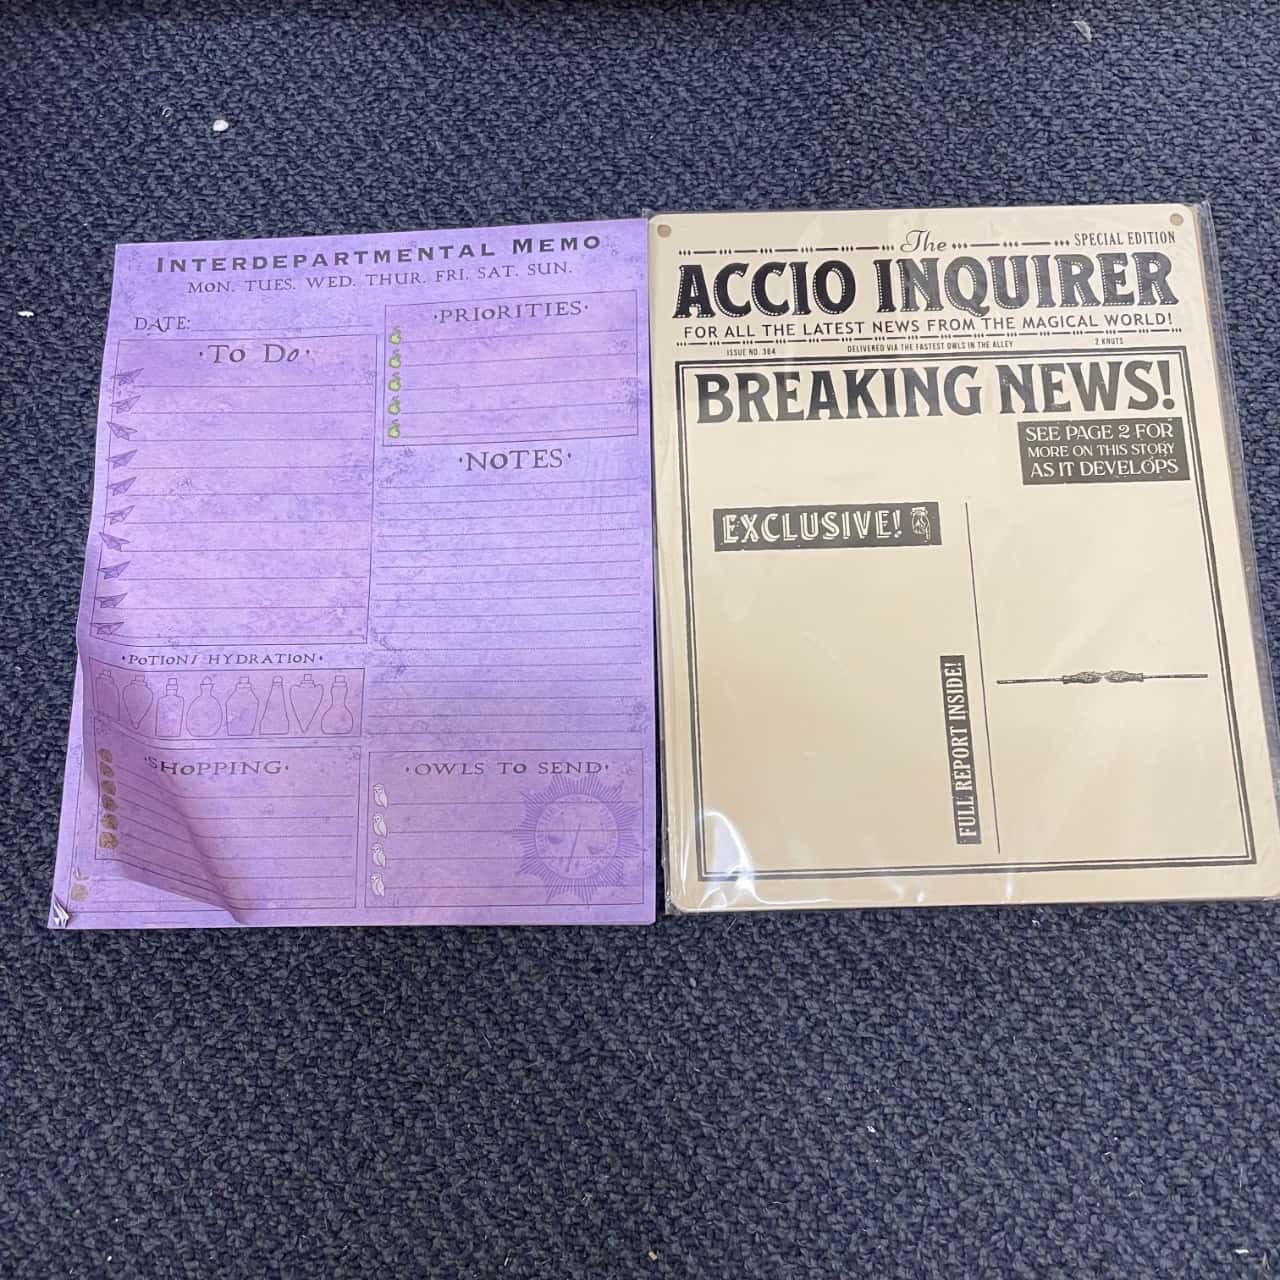 INTERDEPARTMENTAL MEMO
MON. TUES. WED. THUR. FRI. SAT. SUN.
DATE:
·TO DO·
·PRIORITIES·
·NOTES·
·POTION/ HYDRATION·
·SHOPPING·
·OWLS TO SEND·
The
SPECIAL EDITION
ACCIO INQUIRER
FOR ALL THE LATEST NEWS FROM THE MAGICAL WORLD!
ISSUE NO. 364
DELIVERED VIA THE FASTEST OWLS IN THE ALLEY
2 KNUTS
BREAKING NEWS!
SEE PAGE 2 FOR
MORE ON THIS STORY
AS IT DEVELOPS
EXCLUSIVE!
FULL REPORT INSIDE!